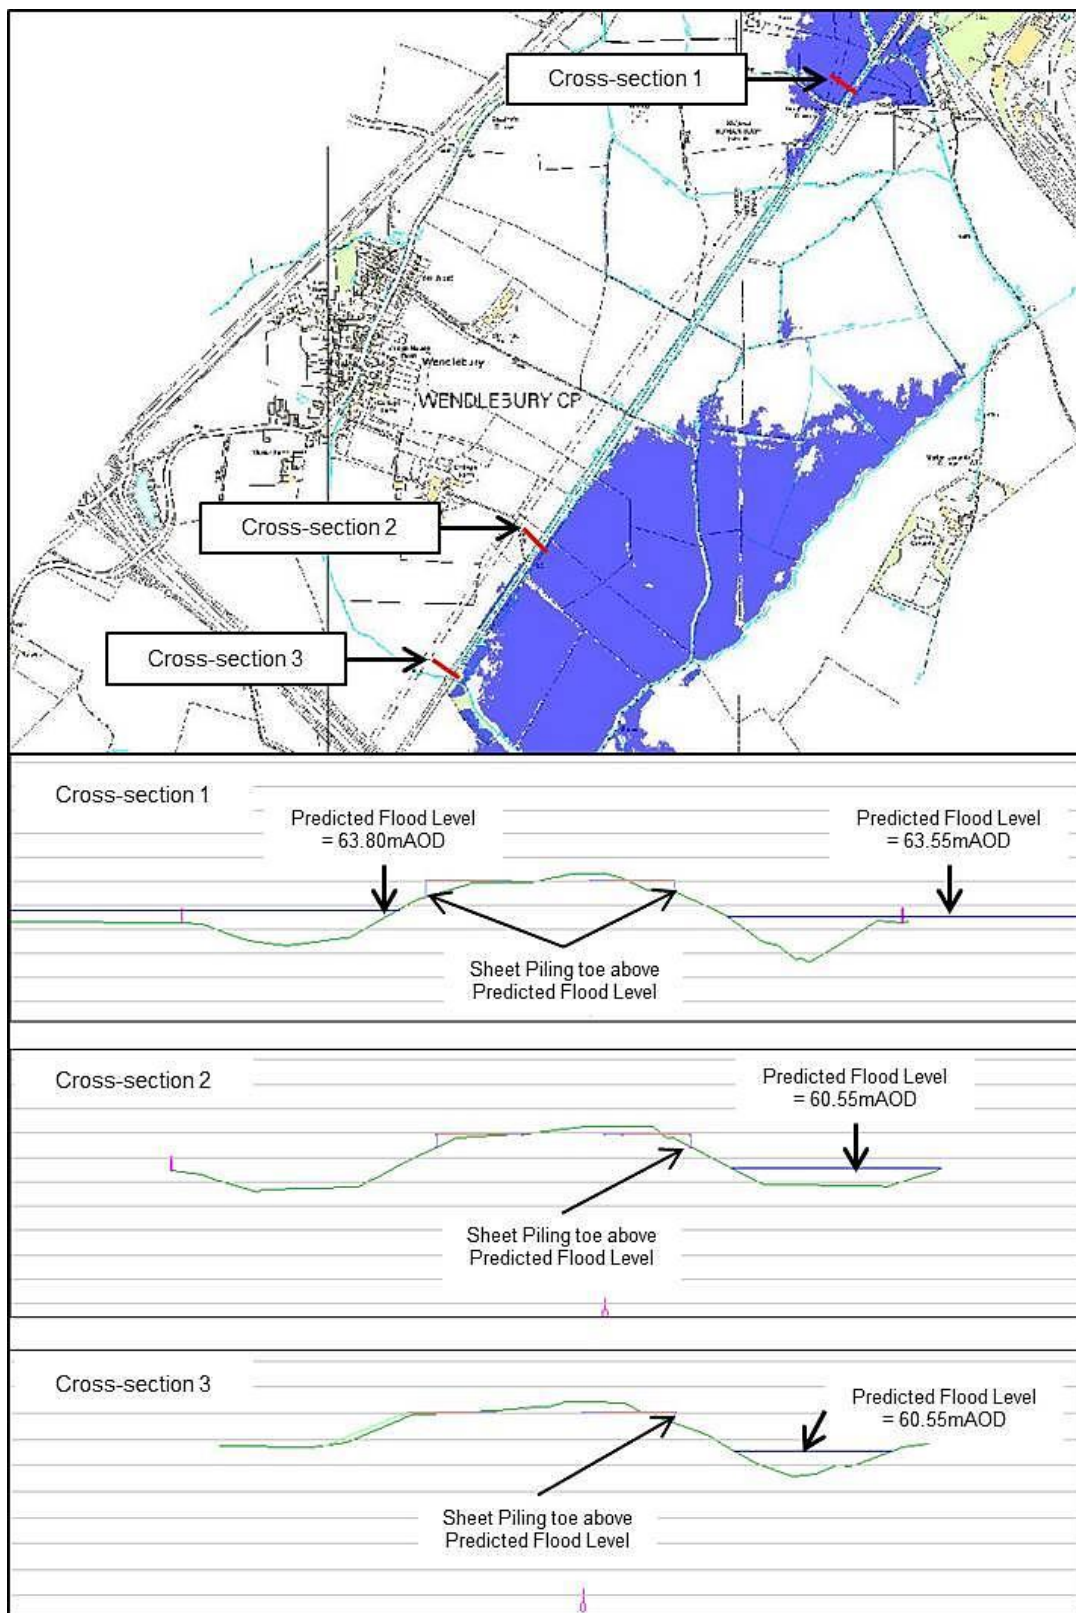 Cross-section 1
Wendlebury
WENDLEBURY CP
Cross-section 2
Cross-section 3
Cross-section 1
Predicted Flood Level
= 63.80mAOD
Predicted Flood Level
= 63.55mAOD
Sheet Piling toe above
Predicted Flood Level
Cross-section 2
Predicted Flood Level
= 60.55mAOD
Sheet Piling toe above
Predicted Flood Level
Cross-section 3
Predicted Flood Level
= 60.55mAOD
Sheet Piling toe above
Predicted Flood Level